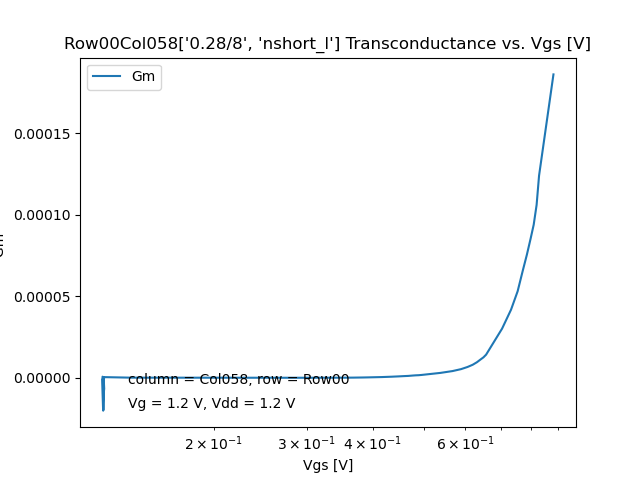 Row00Col058['0.28/8', 'nshort_l'] Transconductance vs. Vgs [V]
Gm
0.00015
0.00010
0.00005
0.00000
Gm
column = Col058, row = Row00
Vg = 1.2 V, Vdd = 1.2 V
2 × 10⁻¹ 3 × 10⁻¹ 4 × 10⁻¹ 6 × 10⁻¹
Vgs [V]